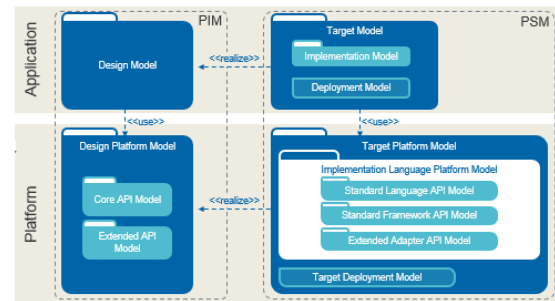 PIM
PSM
Application
Design Model
<<realize>>
Target Model
Implementation Model
Deployment Model
<<use>>
<<use>>
Platform
Design Platform Model
Core API Model
Extended API
Model
<<realize>>
Target Platform Model
Implementation Language Platform Model
Standard Language API Model
Standard Framework API Model
Extended Adapter API Model
Target Deployment Model